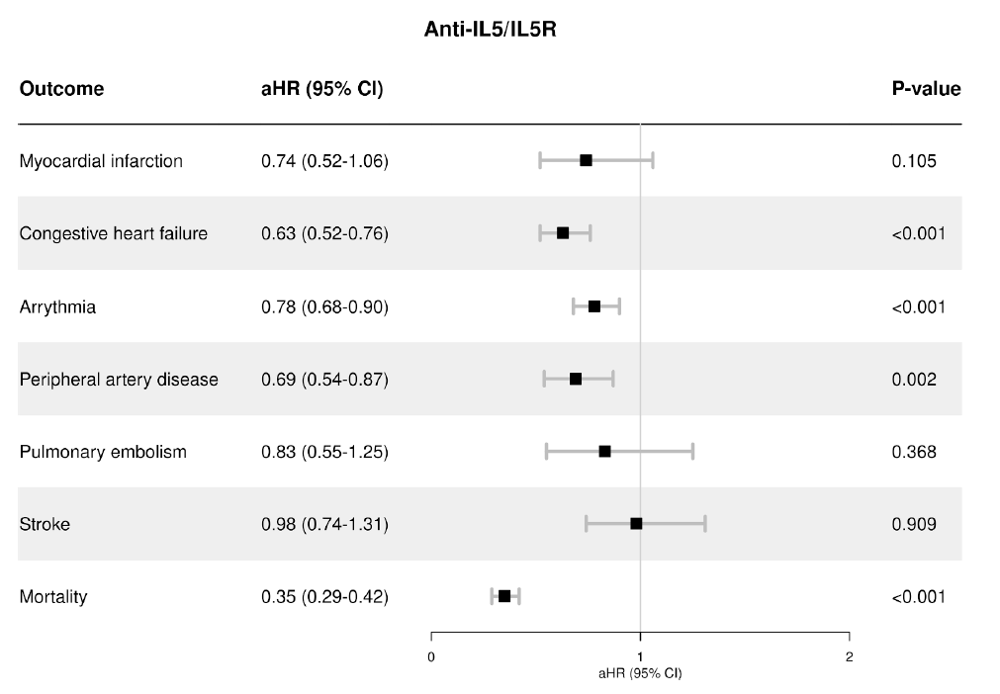 Anti-IL5/IL5R
Outcome aHR (95% CI) P-value
Myocardial infarction 0.74 (0.52-1.06) 0.105
Congestive heart failure 0.63 (0.52-0.76) <0.001
Arrythmia 0.78 (0.68-0.90) <0.001
Peripheral artery disease 0.69 (0.54-0.87) 0.002
Pulmonary embolism 0.83 (0.55-1.25) 0.368
Stroke 0.98 (0.74-1.31) 0.909
Mortality 0.35 (0.29-0.42) <0.001
0 1 2
aHR (95% CI)